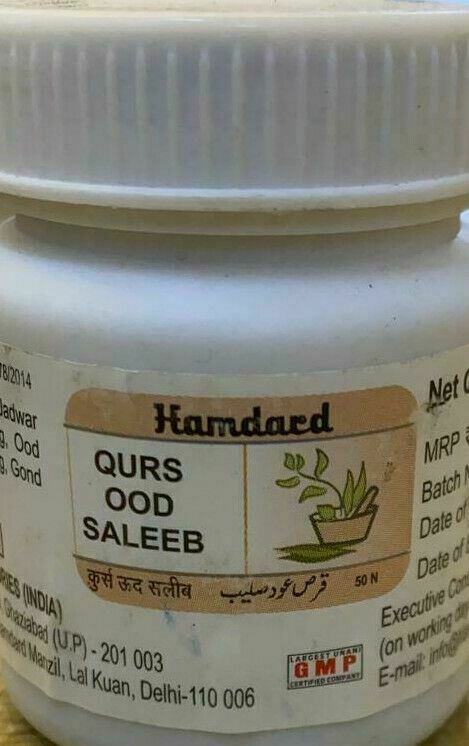 78/2014
Jadwar
g, Ood
g, Gond
RIES (INDIA)
Ghaziabad (U.P) - 201 003
Manzil, Lal Kuan, Delhi-110 006
Hamdard
QURS
OOD
SALEEB
कुर्स ऊद सलीब
قرص عود صلیب
50 N
LARGEST UNANI
GMP
CERTIFIED COMPANY
Net
MRP ₹
Batch
Date of
Date of
Executive
(on working
E-mail: info@